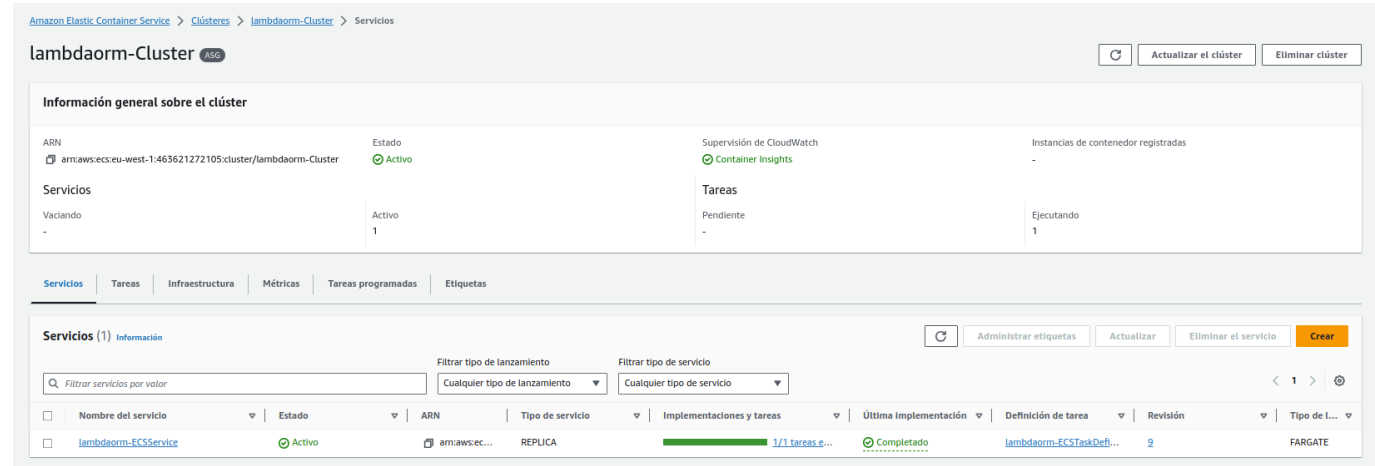 Amazon Elastic Container Service > Clústeres > lambdaorm-Cluster > Servicios
lambdaorm-Cluster ASG
Actualizar el clúster Eliminar clúster
Información general sobre el clúster
ARN Estado Supervisión de CloudWatch Instancias de contenedor registradas
arn:aws:ecs:eu-west-1:463621272105:cluster/lambdaorm-Cluster Activo Container Insights -
Servicios Tareas
Vaciando Activo Pendiente Ejecutando
- 1 - 1
Servicios Tareas Infraestructura Métricas Tareas programadas Etiquetas
Servicios (1) Información Administrar etiquetas Actualizar Eliminar el servicio Crear
Filtrar tipo de lanzamiento Filtrar tipo de servicio
Filtrar servicios por valor Cualquier tipo de lanzamiento Cualquier tipo de servicio < 1 >
Nombre del servicio Estado ARN Tipo de servicio Implementaciones y tareas Última implementación Definición de tarea Revisión Tipo de l...
lambdaorm-ECSService Activo arn:aws:ec... REPLICA 1/1 tareas e... Completado lambdaorm-ECSTaskDefi... 9 FARGATE